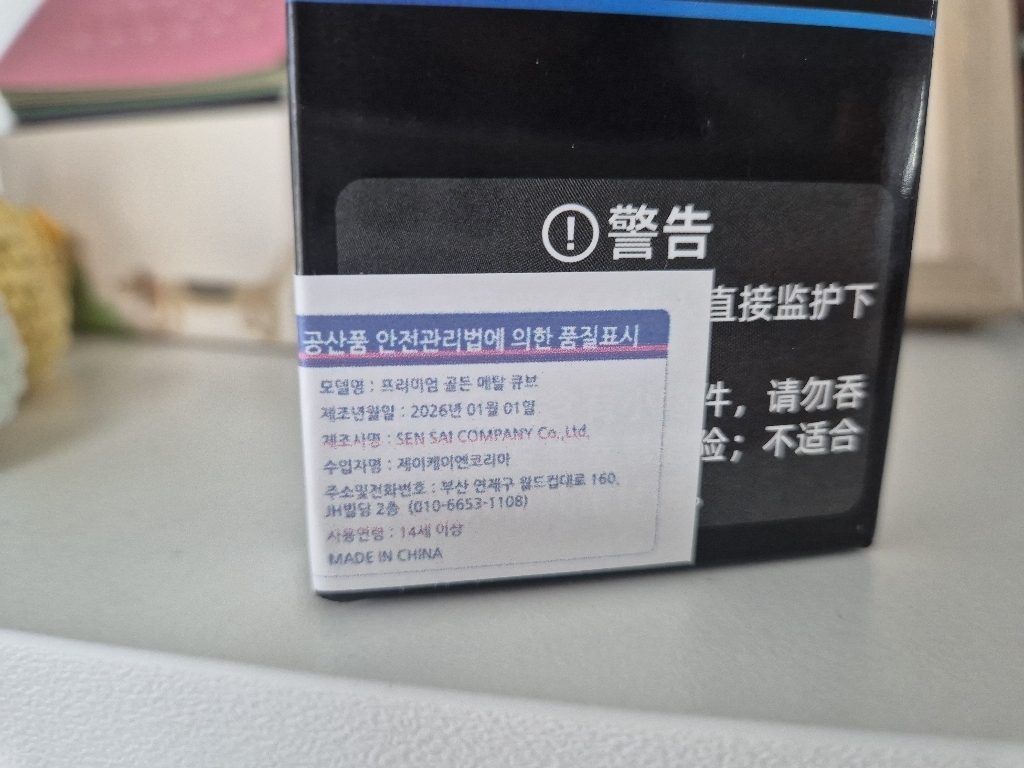 警告
直接监护下
件，请勿吞
险；不适合
공산품 안전관리법에 의한 품질표시
모델명 : 프리미엄 골든 메탈 큐브
제조년월일 : 2026년 01월 01일
제조사명 : SEN SAI COMPANY Co.,Ltd.
수입자명 : 제이케이엔코리아
주소및전화번호 : 부산 연제구 월드컵대로 160,
JH빌딩 2층 (010-6653-1108)
사용연령 : 14세 이상
MADE IN CHINA